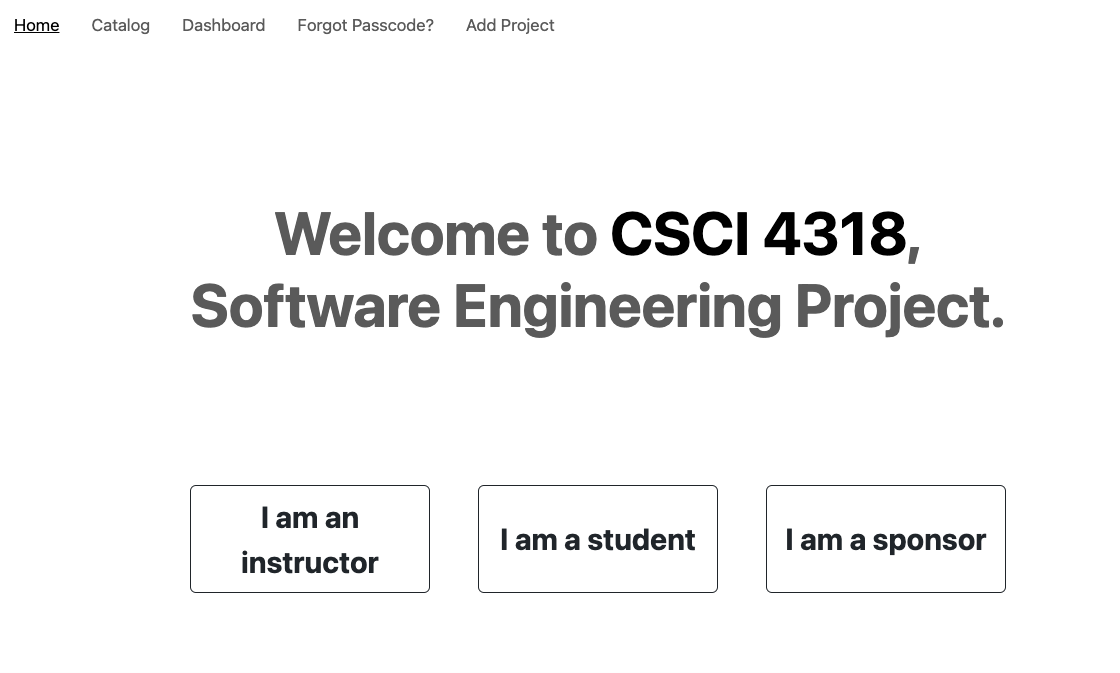 Home Catalog Dashboard Forgot Passcode? Add Project
Welcome to CSCI 4318,
Software Engineering Project.
I am an
instructor
I am a student
I am a sponsor